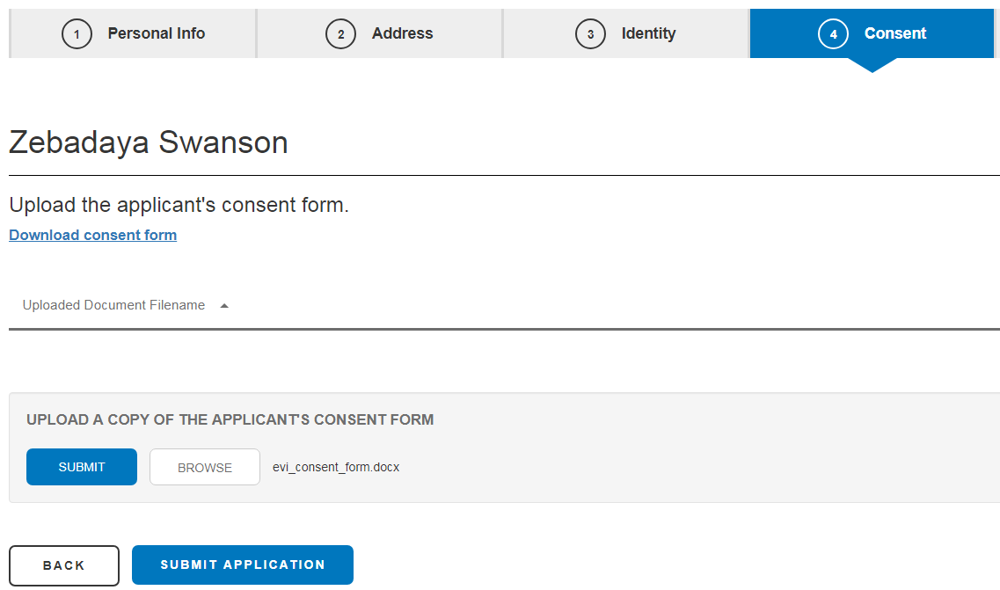 1 Personal Info 2 Address 3 Identity 4 Consent
Zebadaya Swanson
Upload the applicant's consent form.
Download consent form
Uploaded Document Filename
UPLOAD A COPY OF THE APPLICANT'S CONSENT FORM
SUBMIT BROWSE evi_consent_form.docx
BACK SUBMIT APPLICATION